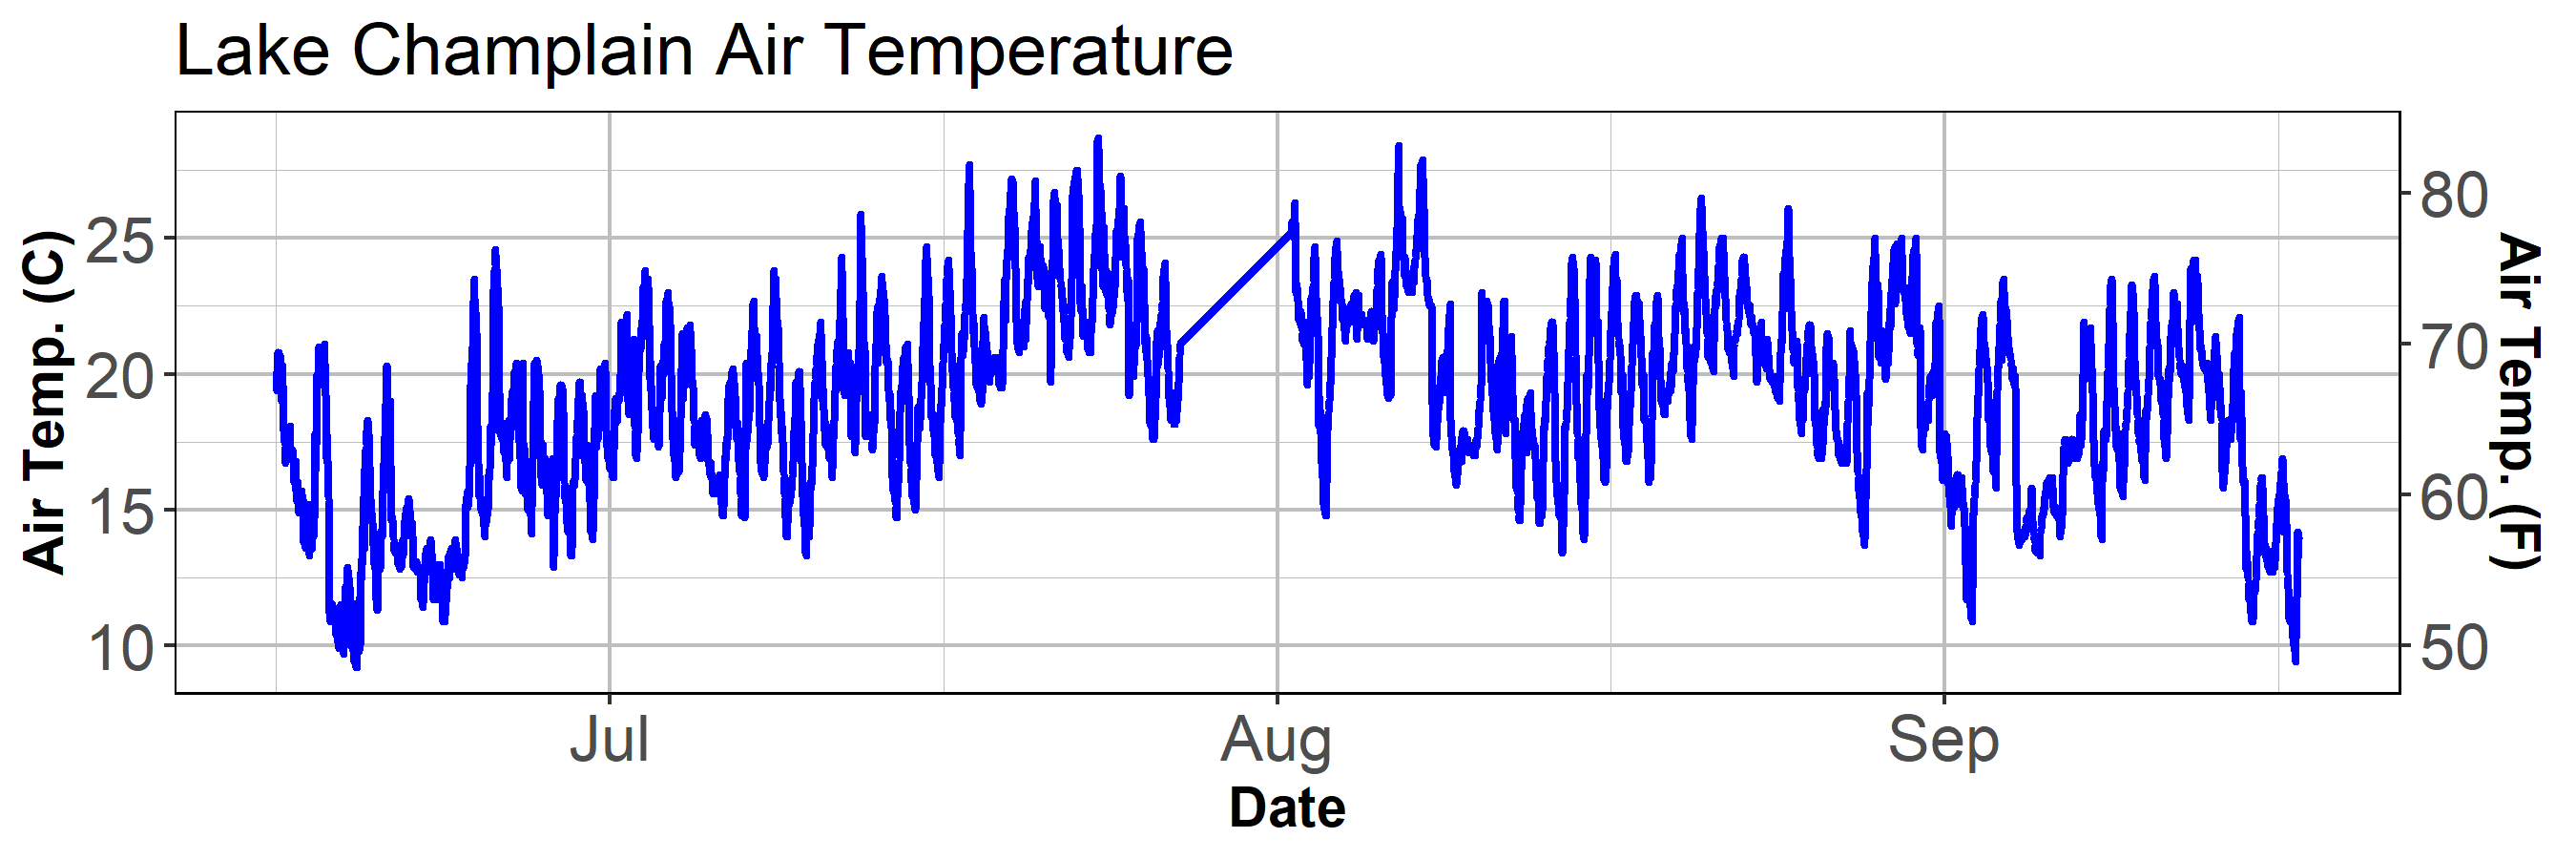 Lake Champlain Air Temperature
Air Temp. (C)
25
20
15
10
80
70
60
50
Air Temp. (F)
Jul
Aug
Sep
Date